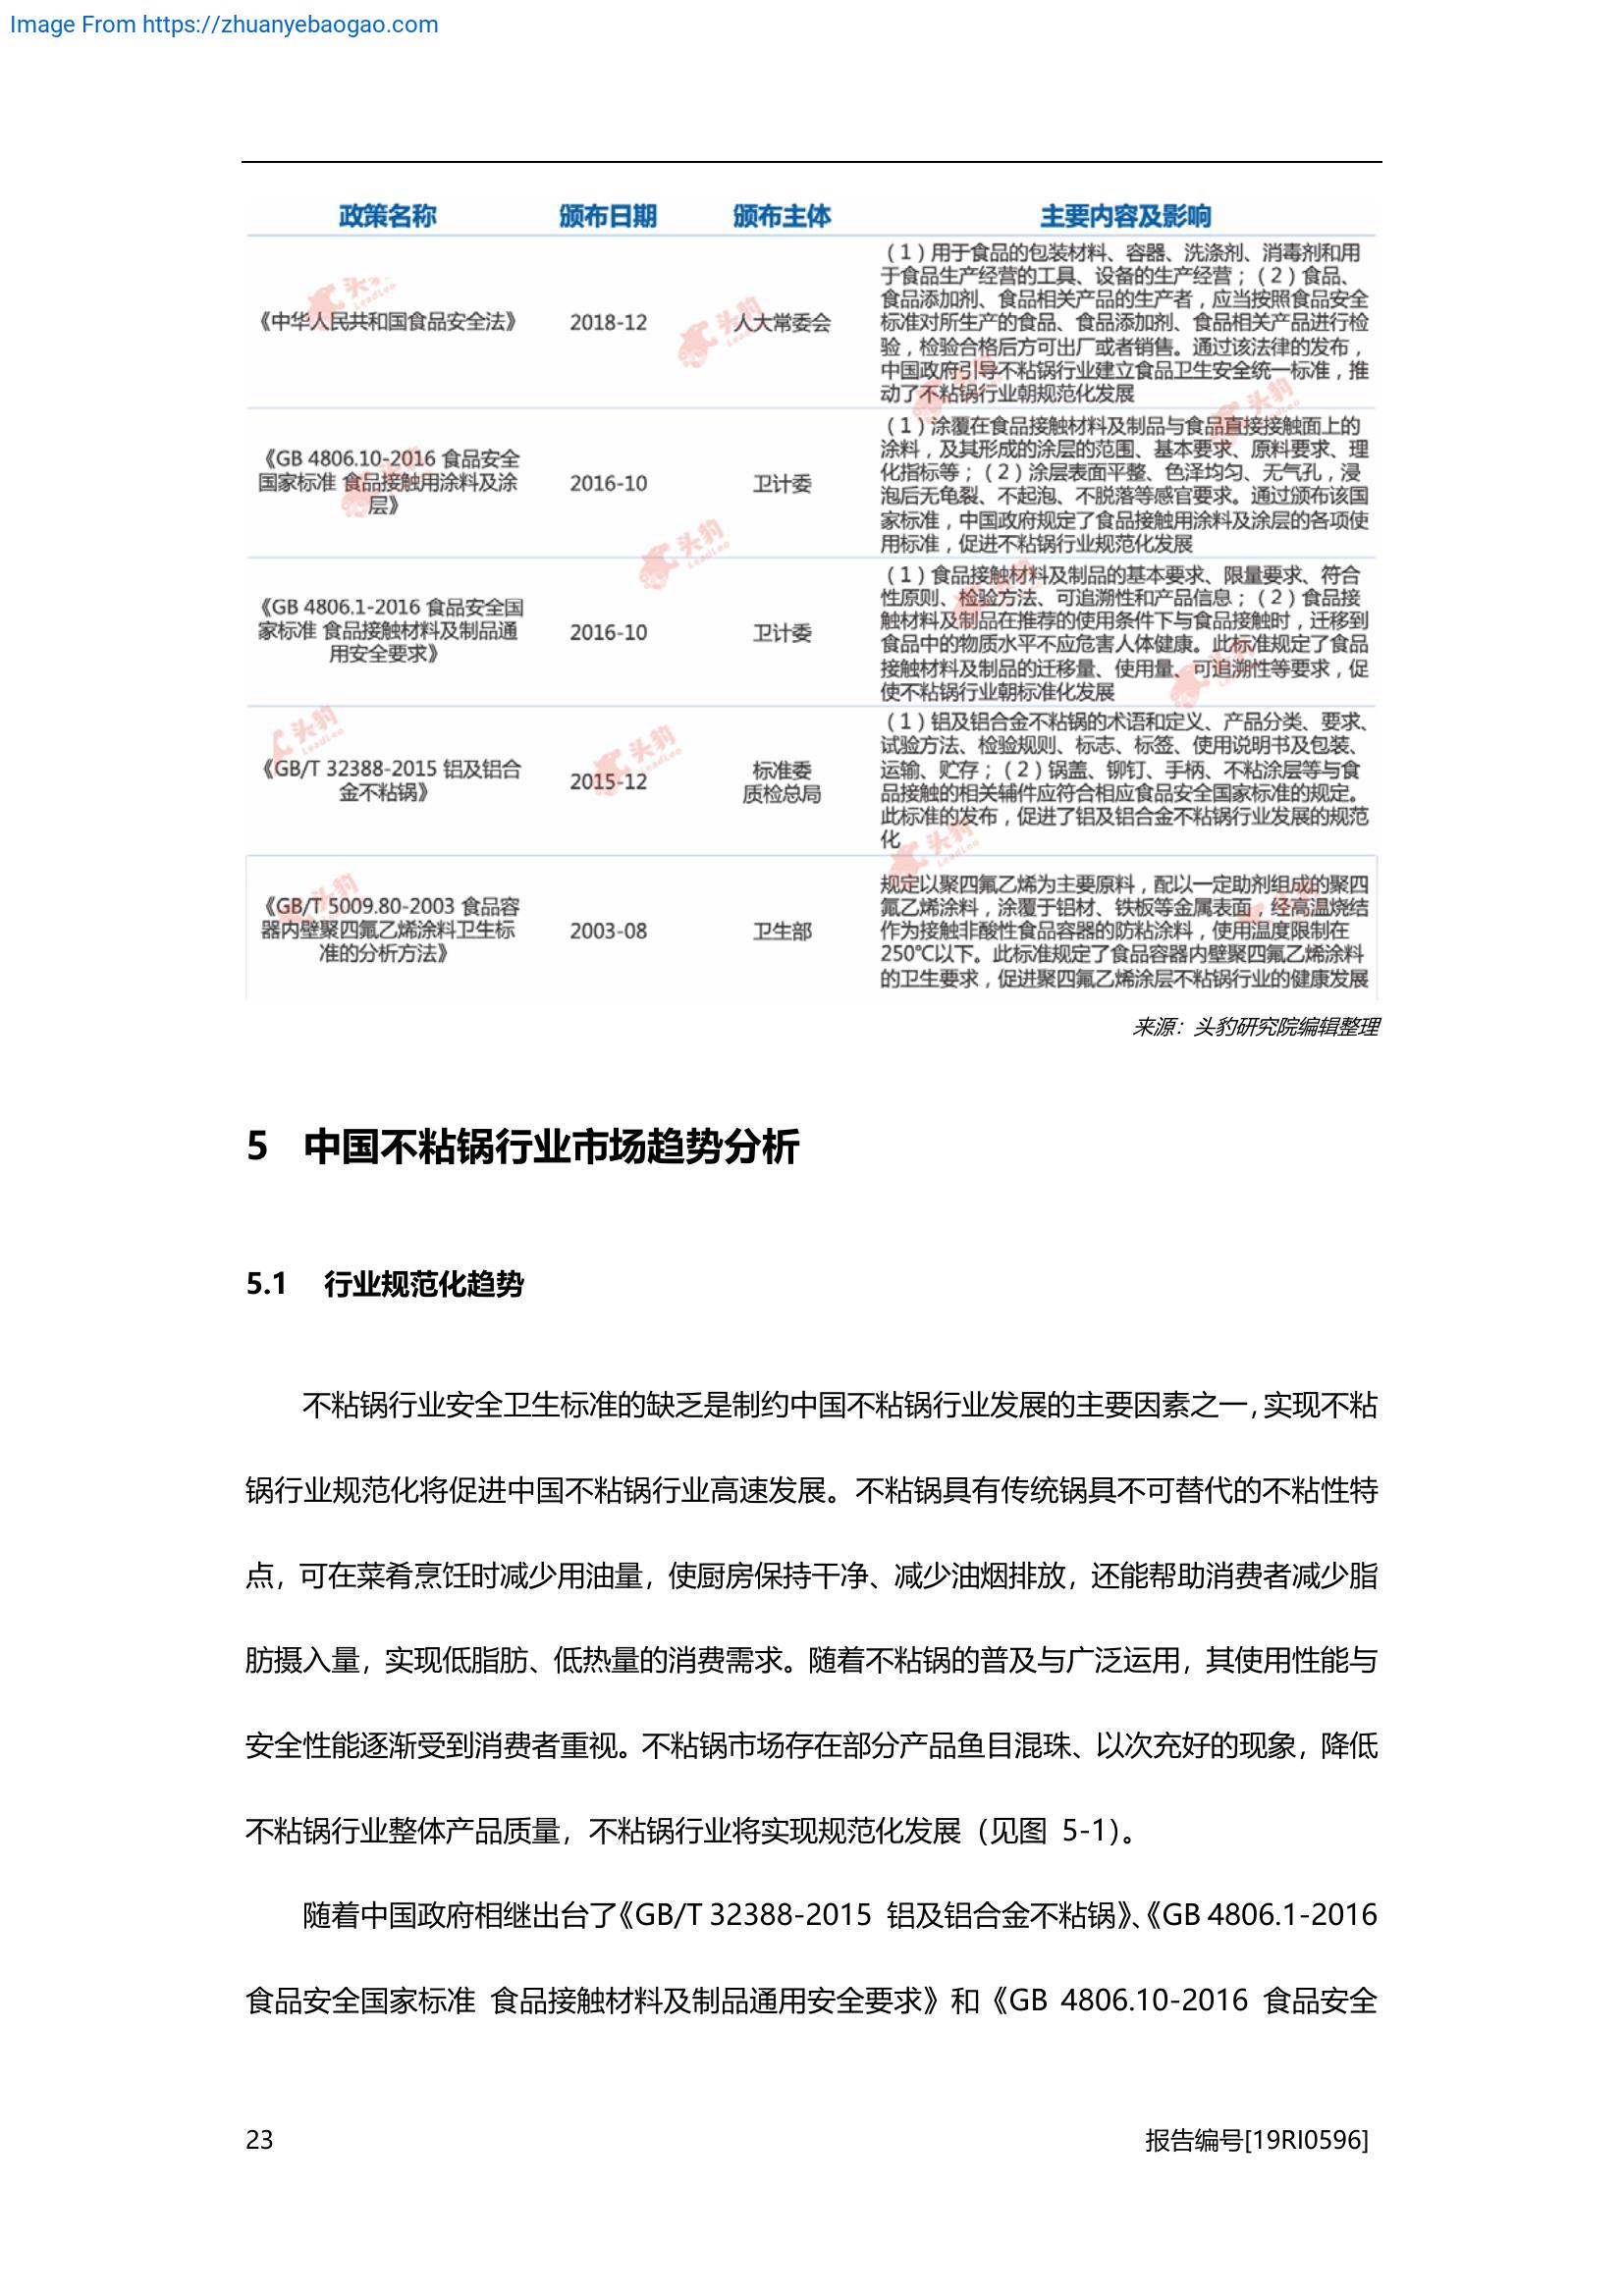 Image From https://zhuanyebaogao.com
政策名称 颁布日期 颁布主体 主要内容及影响
《中华人民共和国食品安全法》 2018-12 人大常委会
（1）用于食品的包装材料、容器、洗涤剂、消毒剂和用
于食品生产经营的工具、设备的生产经营；（2）食品、
食品添加剂、食品相关产品的生产者，应当按照食品安全
标准对所生产的食品、食品添加剂、食品相关产品进行检
验，检验合格后方可出厂或者销售。通过该法律的发布，
中国政府引导不粘锅行业建立食品卫生安全统一标准，推
动了不粘锅行业朝规范化发展
《GB 4806.10-2016 食品安全
国家标准 食品接触用涂料及涂
层》
2016-10 卫计委
（1）涂覆在食品接触材料及制品与食品直接接触面上的
涂料，及其形成的涂层的范围、基本要求、原料要求、理
化指标等；（2）涂层表面平整、色泽均匀、无气孔，浸
泡后无龟裂、不起泡、不脱落等感官要求。通过颁布该国
家标准，中国政府规定了食品接触用涂料及涂层的各项使
用标准，促进不粘锅行业规范化发展
《GB 4806.1-2016 食品安全国
家标准 食品接触材料及制品通
用安全要求》
2016-10 卫计委
（1）食品接触材料及制品的基本要求、限量要求、符合
性原则、检验方法、可追溯性和产品信息；（2）食品接
触材料及制品在推荐的使用条件下与食品接触时，迁移到
食品中的物质水平不应危害人体健康。此标准规定了食品
接触材料及制品的迁移量、使用量、可追溯性等要求，促
使不粘锅行业朝标准化发展
《GB/T 32388-2015 铝及铝合
金不粘锅》
2015-12
标准委
质检总局
（1）铝及铝合金不粘锅的术语和定义、产品分类、要求、
试验方法、检验规则、标志、标签、使用说明书及包装、
运输、贮存；（2）锅盖、铆钉、手柄、不粘涂层等与食
品接触的相关辅件应符合相应食品安全国家标准的规定。
此标准的发布，促进了铝及铝合金不粘锅行业发展的规范
化
《GB/T 5009.80-2003 食品容
器内壁聚四氟乙烯涂料卫生标
准的分析方法》
2003-08 卫生部
规定以聚四氟乙烯为主要原料，配以一定助剂组成的聚四
氟乙烯涂料，涂覆于铝材、铁板等金属表面，经高温烧结
作为接触非酸性食品容器的防粘涂料，使用温度限制在
250℃以下。此标准规定了食品容器内壁聚四氟乙烯涂料
的卫生要求，促进聚四氟乙烯涂层不粘锅行业的健康发展
来源：头豹研究院编辑整理
5 中国不粘锅行业市场趋势分析
5.1 行业规范化趋势
不粘锅行业安全卫生标准的缺乏是制约中国不粘锅行业发展的主要因素之一，实现不粘
锅行业规范化将促进中国不粘锅行业高速发展。不粘锅具有传统锅具不可替代的不粘性特
点，可在菜肴烹饪时减少用油量，使厨房保持干净、减少油烟排放，还能帮助消费者减少脂
肪摄入量，实现低脂肪、低热量的消费需求。随着不粘锅的普及与广泛运用，其使用性能与
安全性能逐渐受到消费者重视。不粘锅市场存在部分产品鱼目混珠、以次充好的现象，降低
不粘锅行业整体产品质量，不粘锅行业将实现规范化发展（见图 5-1）。
随着中国政府相继出台了《GB/T 32388-2015 铝及铝合金不粘锅》、《GB 4806.1-2016
食品安全国家标准 食品接触材料及制品通用安全要求》和《GB 4806.10-2016 食品安全
23 报告编号[19RI0596]